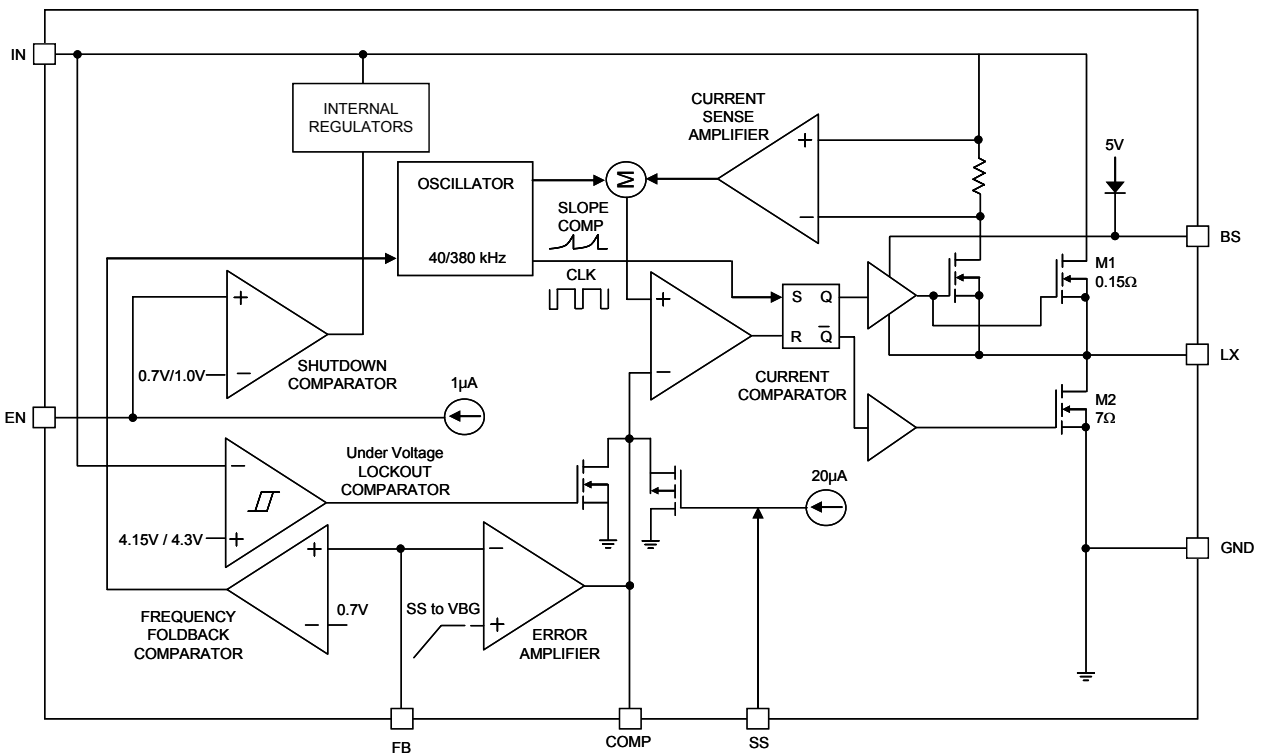 IN
INTERNAL
REGULATORS
CURRENT
SENSE
AMPLIFIER
+
−
5V
OSCILLATOR
40/380 kHz
Σ
SLOPE
COMP
CLK
BS
M1
0.15Ω
+
−
0.7V/1.0V
SHUTDOWN
COMPARATOR
+
−
S Q
R Q̅
CURRENT
COMPARATOR
LX
M2
7Ω
EN
1µA
−
+
4.15V / 4.3V
Under Voltage
LOCKOUT
COMPARATOR
20µA
GND
+
−
0.7V
FREQUENCY
FOLDBACK
COMPARATOR
−
+
SS to VBG
ERROR
AMPLIFIER
FB
COMP
SS